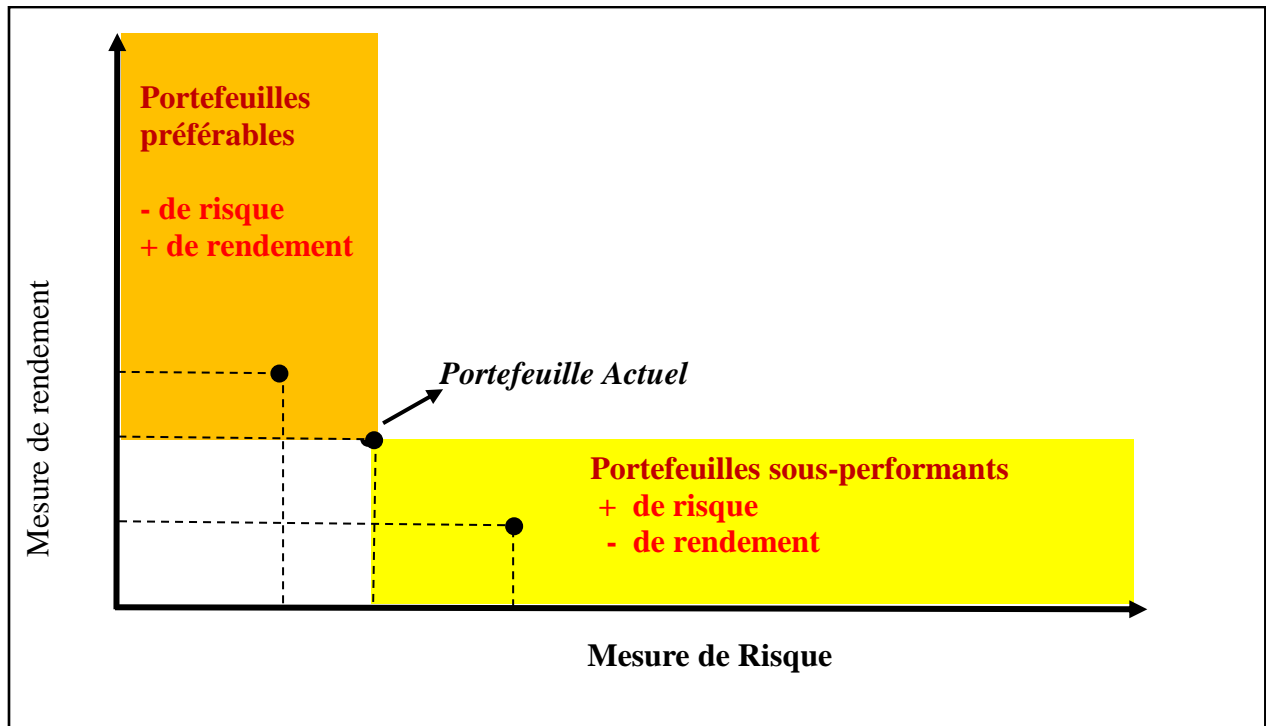 Portefeuilles
préférables
- de risque
+ de rendement
Mesure de rendement
Portefeuille Actuel
Portefeuilles sous-performants
+ de risque
- de rendement
Mesure de Risque